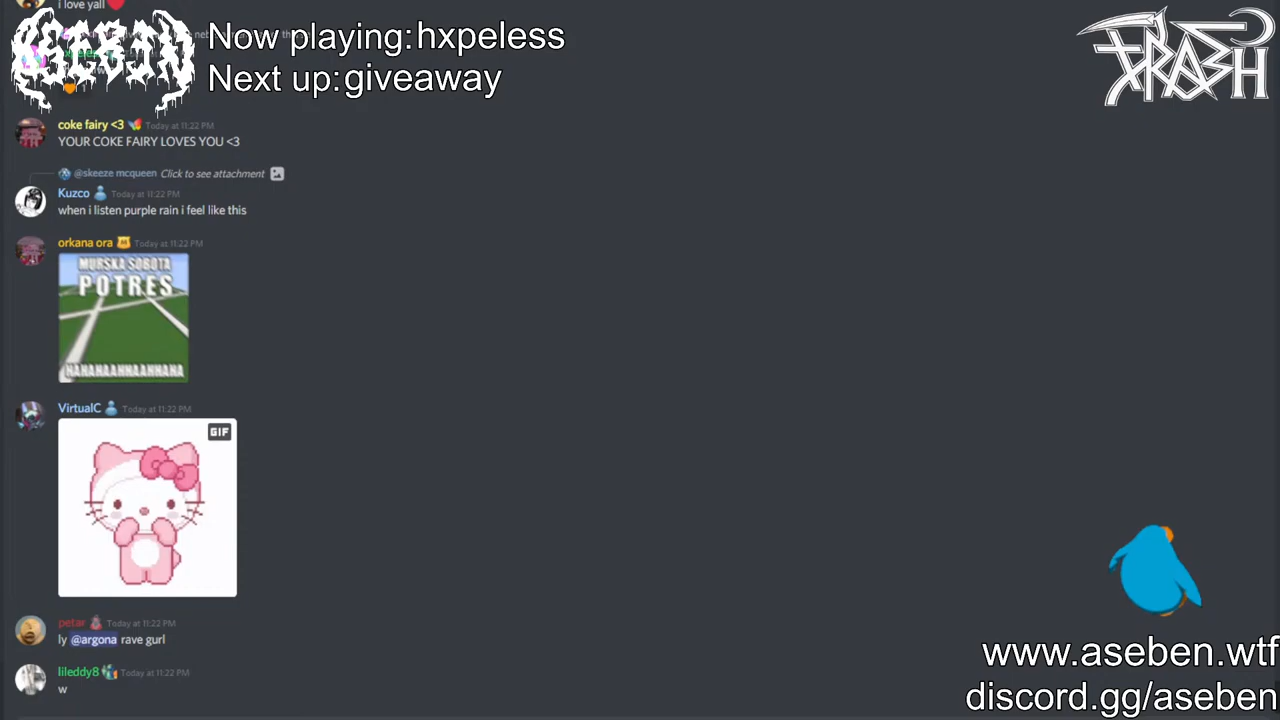 i love yall
ASEBIN
Now playing:hxpeless
Next up:giveaway
TRASH
coke fairy <3 Today at 11:22 PM
YOUR COKE FAIRY LOVES YOU <3
@skeeze mcqueen Click to see attachment
Kuzco Today at 11:22 PM
when i listen purple rain i feel like this
orkana ora Today at 11:22 PM
MURSKA SOBOTA
POTRES
VirtualC Today at 11:22 PM
GIF
petar Today at 11:22 PM
ly @argona rave gurl
lileddy8 Today at 11:22 PM
w
www.aseben.wtf
discord.gg/aseben